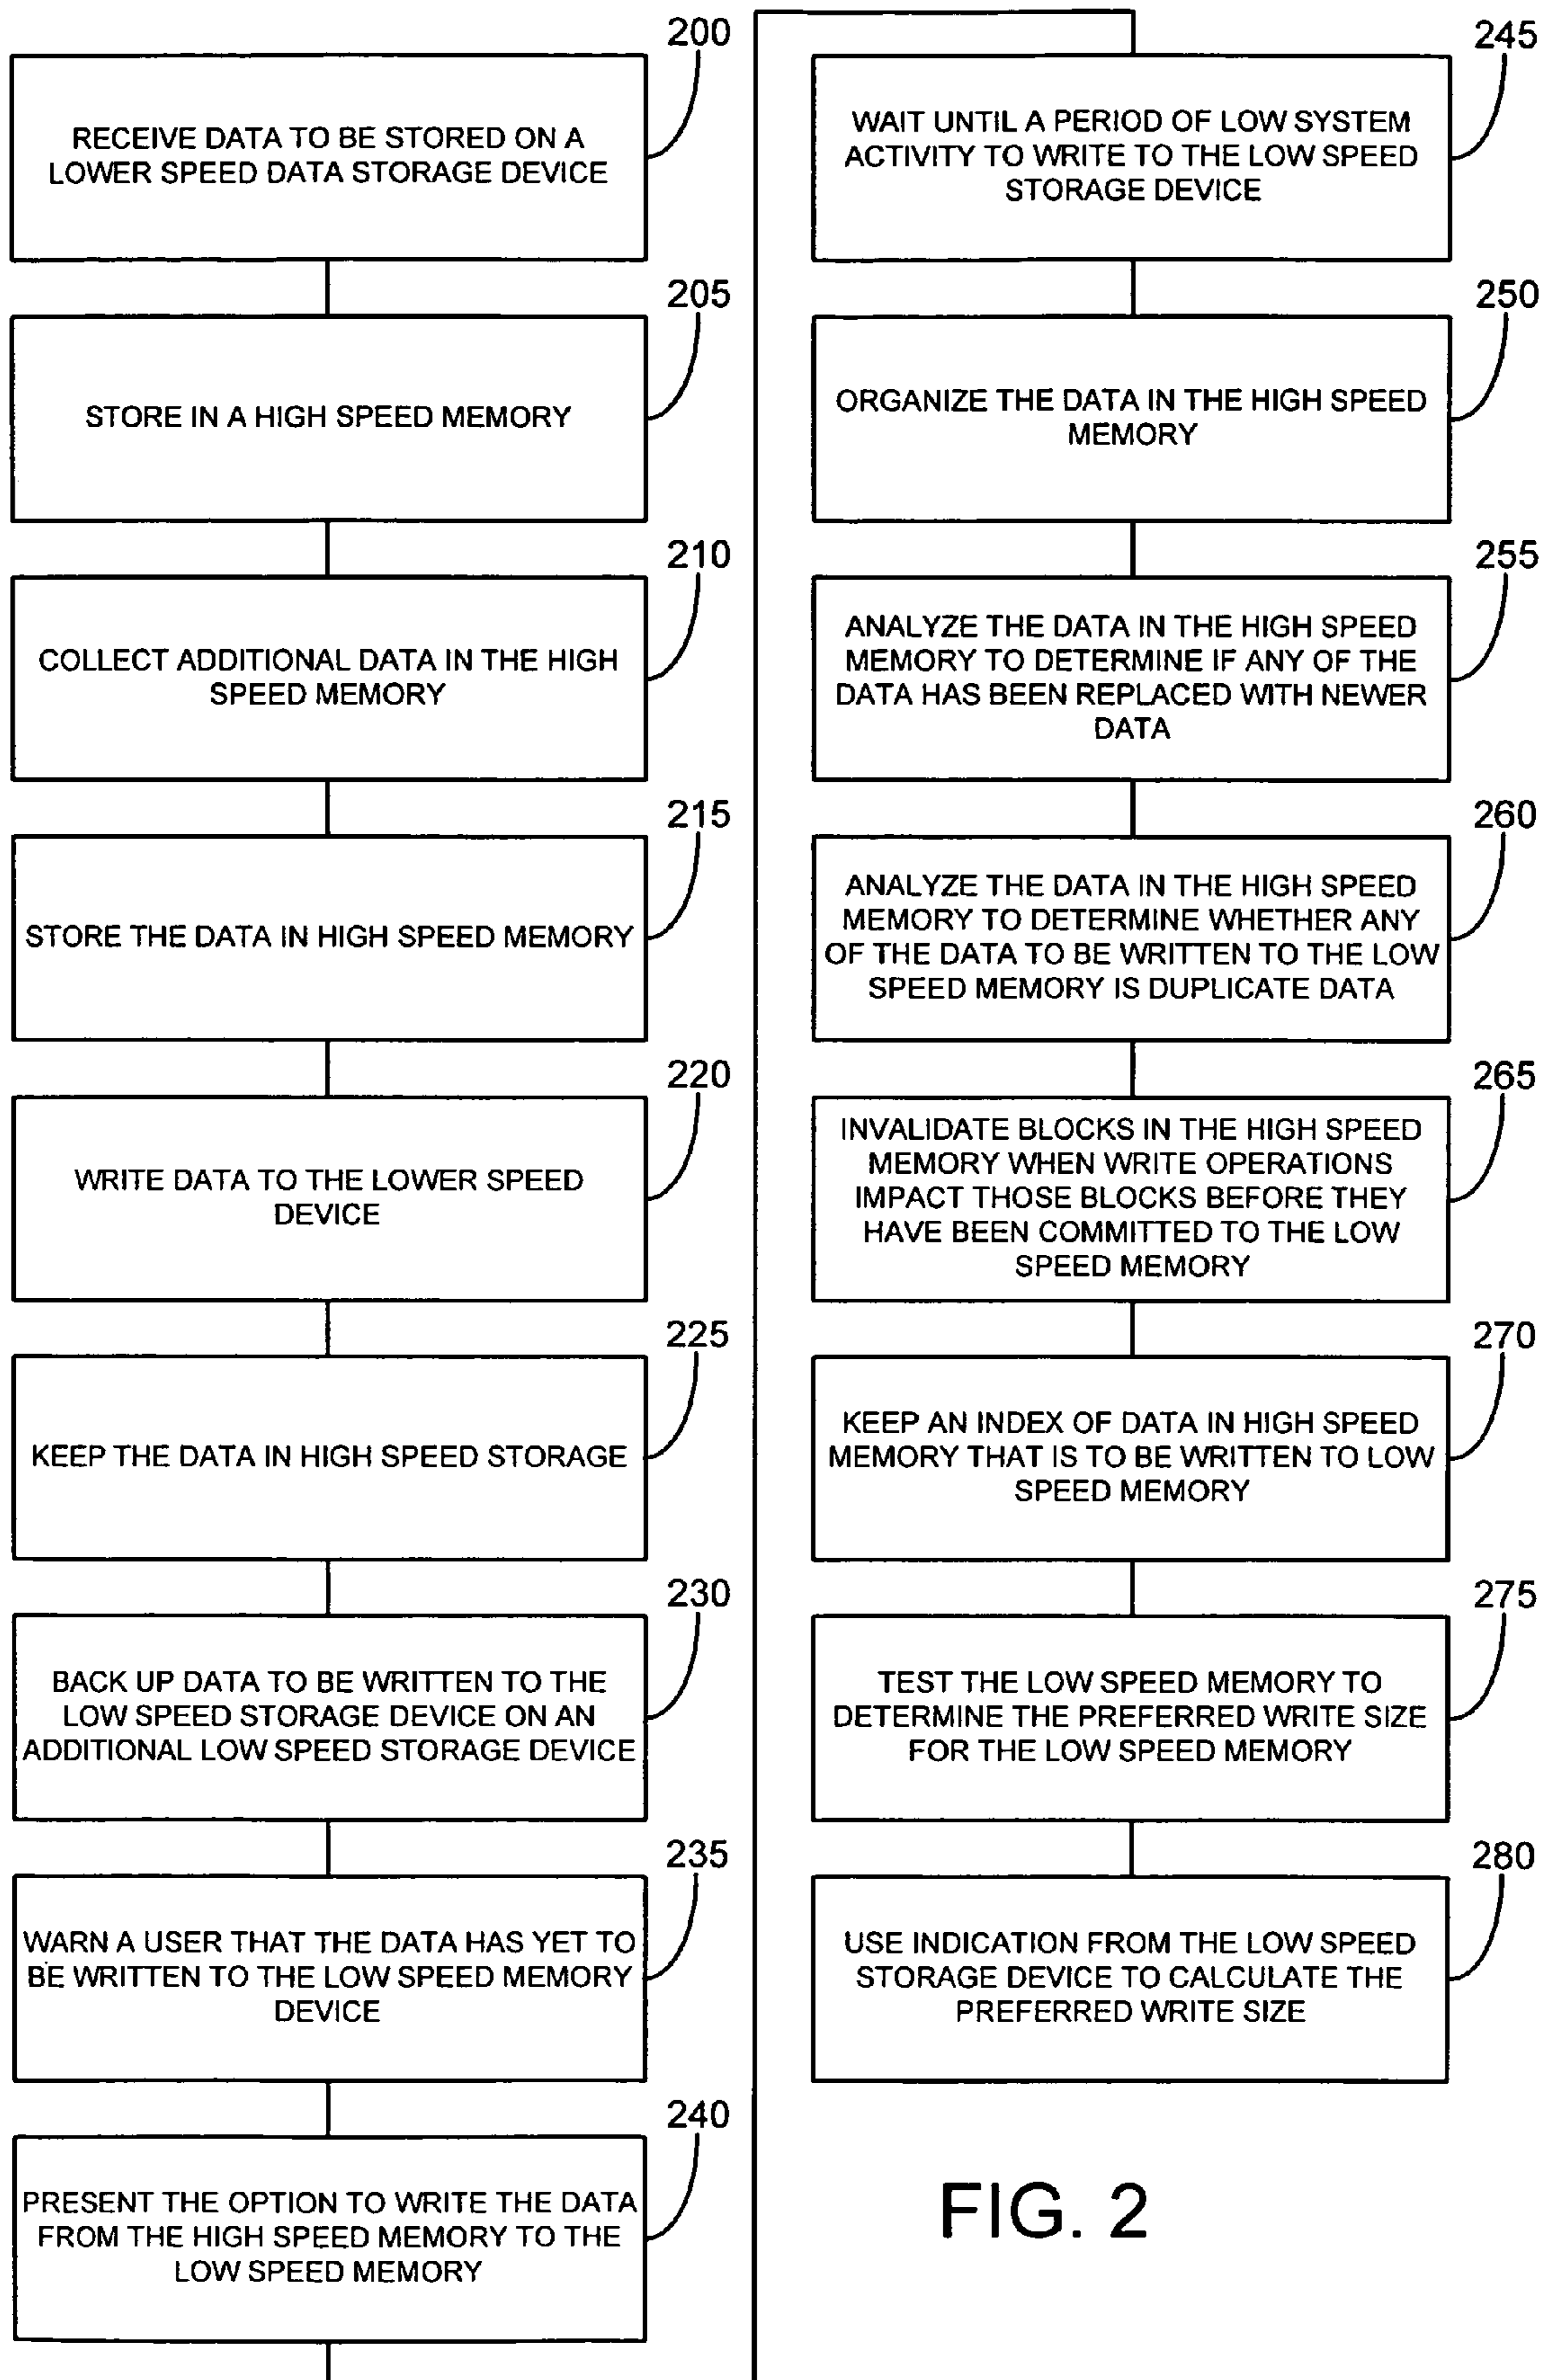 200
RECEIVE DATA TO BE STORED ON A
LOWER SPEED DATA STORAGE DEVICE
205
STORE IN A HIGH SPEED MEMORY
210
COLLECT ADDITIONAL DATA IN THE HIGH
SPEED MEMORY
215
STORE THE DATA IN HIGH SPEED MEMORY
220
WRITE DATA TO THE LOWER SPEED
DEVICE
225
KEEP THE DATA IN HIGH SPEED STORAGE
230
BACK UP DATA TO BE WRITTEN TO THE
LOW SPEED STORAGE DEVICE ON AN
ADDITIONAL LOW SPEED STORAGE DEVICE
235
WARN A USER THAT THE DATA HAS YET TO
BE WRITTEN TO THE LOW SPEED MEMORY
DEVICE
240
PRESENT THE OPTION TO WRITE THE DATA
FROM THE HIGH SPEED MEMORY TO THE
LOW SPEED MEMORY
245
WAIT UNTIL A PERIOD OF LOW SYSTEM
ACTIVITY TO WRITE TO THE LOW SPEED
STORAGE DEVICE
250
ORGANIZE THE DATA IN THE HIGH SPEED
MEMORY
255
ANALYZE THE DATA IN THE HIGH SPEED
MEMORY TO DETERMINE IF ANY OF THE
DATA HAS BEEN REPLACED WITH NEWER
DATA
260
ANALYZE THE DATA IN THE HIGH SPEED
MEMORY TO DETERMINE WHETHER ANY
OF THE DATA TO BE WRITTEN TO THE LOW
SPEED MEMORY IS DUPLICATE DATA
265
INVALIDATE BLOCKS IN THE HIGH SPEED
MEMORY WHEN WRITE OPERATIONS
IMPACT THOSE BLOCKS BEFORE THEY
HAVE BEEN COMMITTED TO THE LOW
SPEED MEMORY
270
KEEP AN INDEX OF DATA IN HIGH SPEED
MEMORY THAT IS TO BE WRITTEN TO LOW
SPEED MEMORY
275
TEST THE LOW SPEED MEMORY TO
DETERMINE THE PREFERRED WRITE SIZE
FOR THE LOW SPEED MEMORY
280
USE INDICATION FROM THE LOW SPEED
STORAGE DEVICE TO CALCULATE THE
PREFERRED WRITE SIZE
FIG. 2